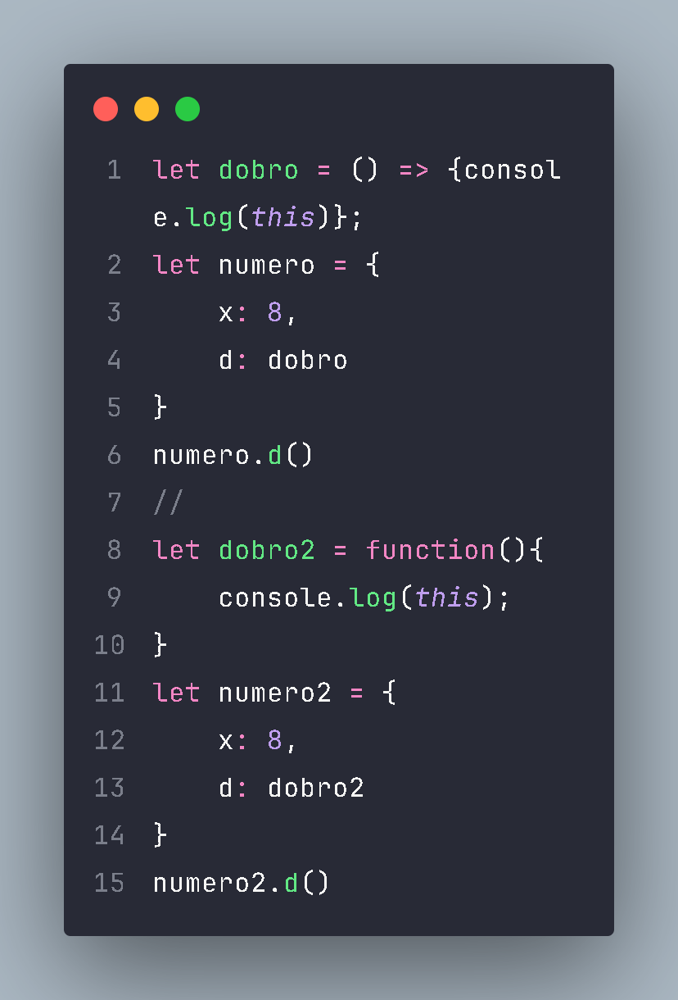 1 let dobro = () => {consol
e.log(this)};
2 let numero = {
3     x: 8,
4     d: dobro
5 }
6 numero.d()
7 //
8 let dobro2 = function(){
9     console.log(this);
10 }
11 let numero2 = {
12     x: 8,
13     d: dobro2
14 }
15 numero2.d()